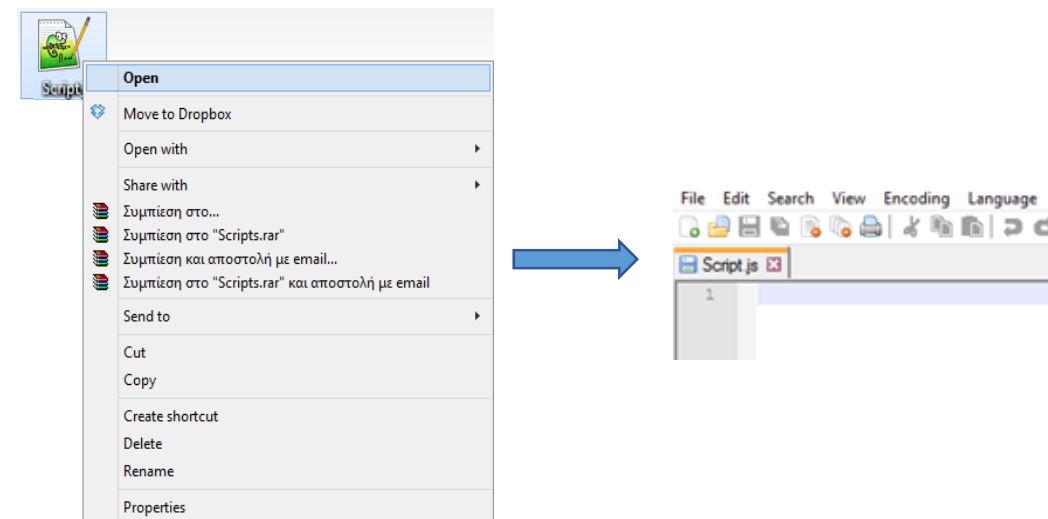 Script
Open
Move to Dropbox
Open with
Share with
Συμπίεση στο...
Συμπίεση στο "Scripts.rar"
Συμπίεση και αποστολή με email...
Συμπίεση στο "Scripts.rar" και αποστολή με email
Send to
Cut
Copy
Create shortcut
Delete
Rename
Properties
File Edit Search View Encoding Language
Script.js
1